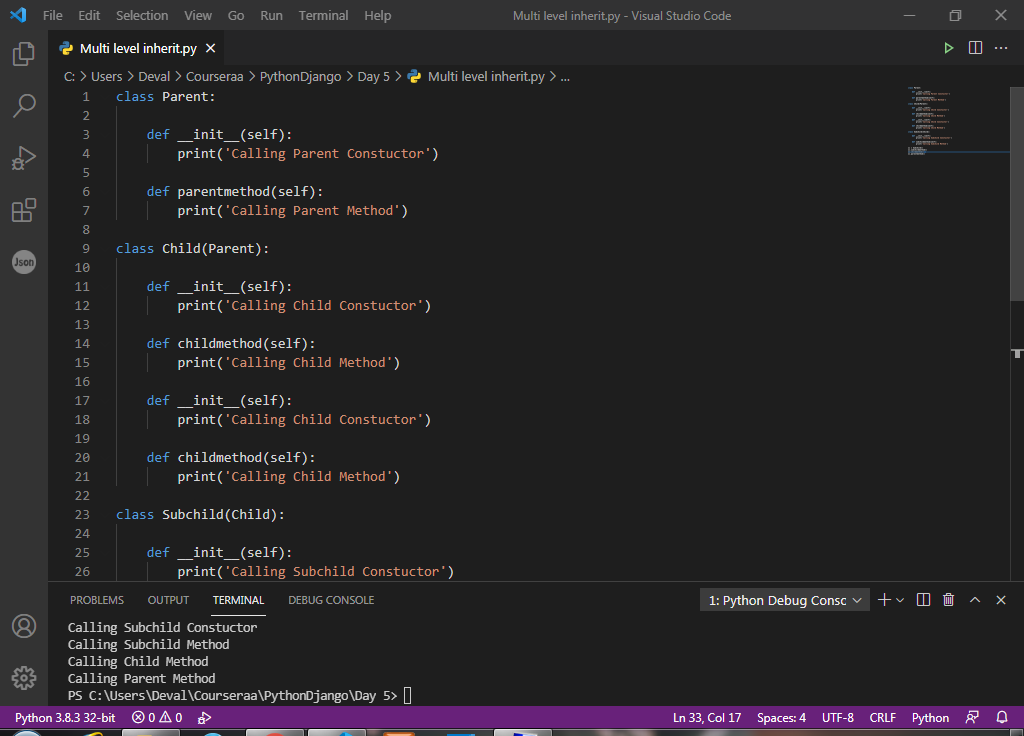 File Edit Selection View Go Run Terminal Help Multi level inherit.py - Visual Studio Code
Multi level inherit.py
C: > Users > Deval > Courseraa > PythonDjango > Day 5 > Multi level inherit.py > ...
1 class Parent:
2
3 def __init__(self):
4 print('Calling Parent Constuctor')
5
6 def parentmethod(self):
7 print('Calling Parent Method')
8
9 class Child(Parent):
10
11 def __init__(self):
12 print('Calling Child Constuctor')
13
14 def childmethod(self):
15 print('Calling Child Method')
16
17 def __init__(self):
18 print('Calling Child Constuctor')
19
20 def childmethod(self):
21 print('Calling Child Method')
22
23 class Subchild(Child):
24
25 def __init__(self):
26 print('Calling Subchild Constuctor')
Json
PROBLEMS OUTPUT TERMINAL DEBUG CONSOLE 1: Python Debug Consc
Calling Subchild Constuctor
Calling Subchild Method
Calling Child Method
Calling Parent Method
PS C:\Users\Deval\Courseraa\PythonDjango\Day 5>
Python 3.8.3 32-bit 0 0 Ln 33, Col 17 Spaces: 4 UTF-8 CRLF Python